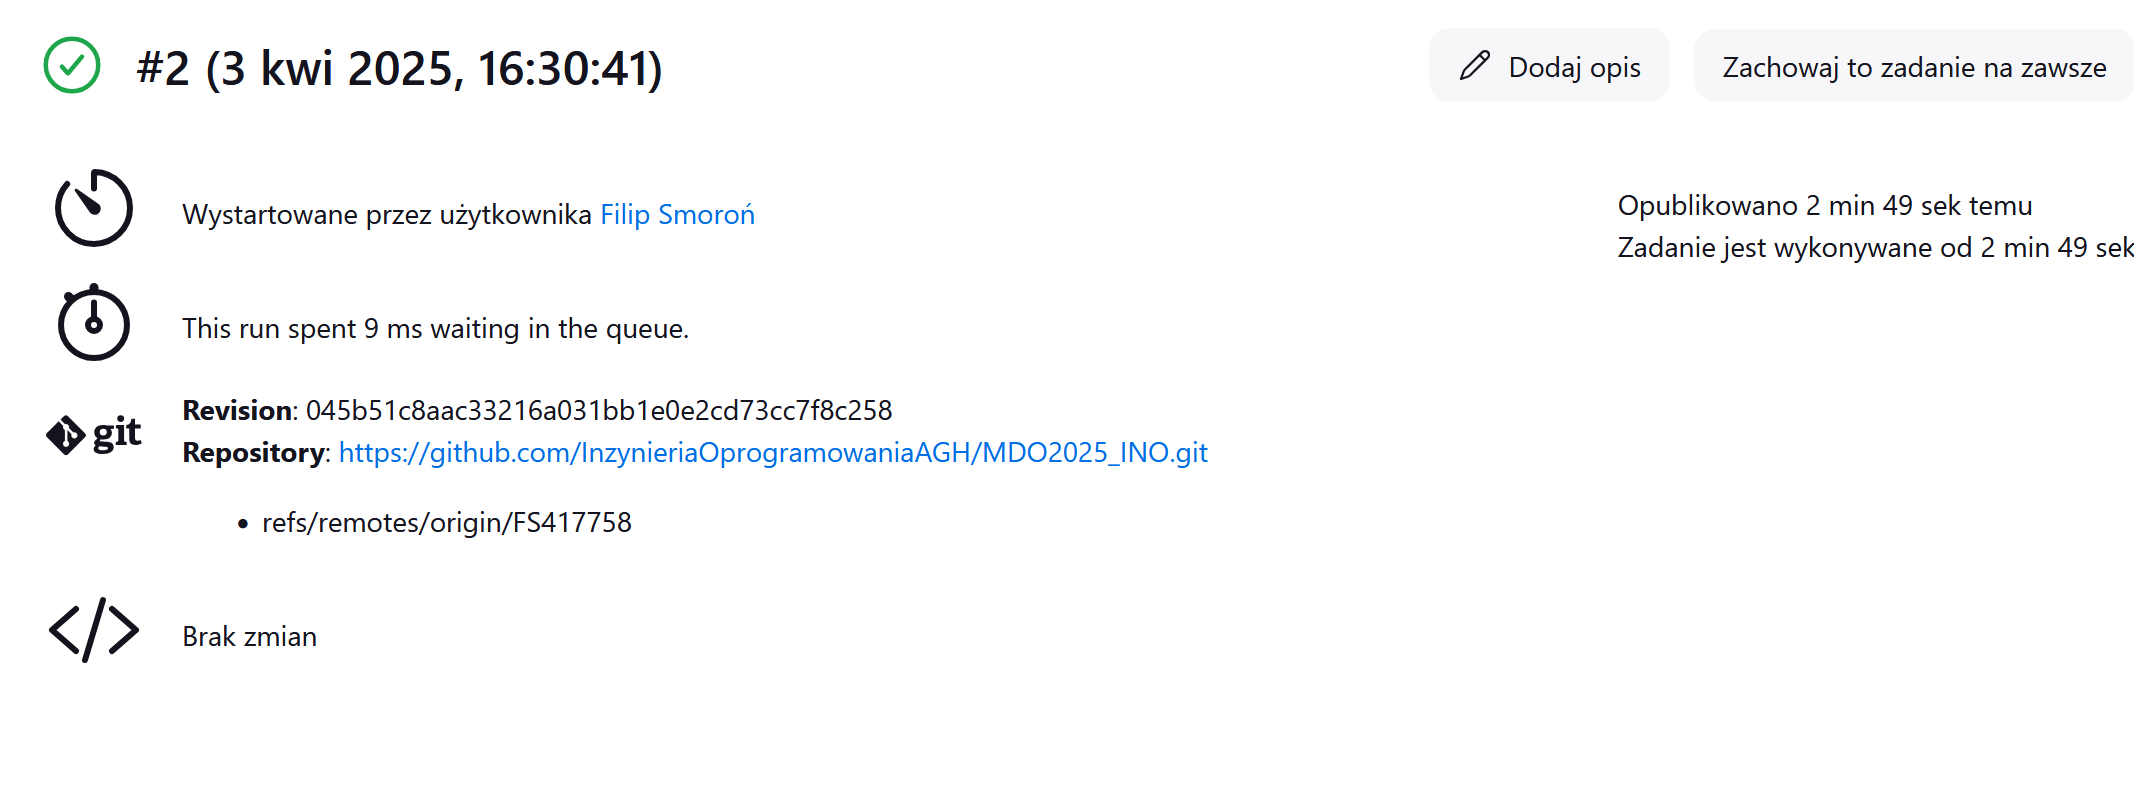 #2 (3 kwi 2025, 16:30:41)
Dodaj opis
Zachowaj to zadanie na zawsze
Wystartowane przez użytkownika Filip Smoroń
Opublikowano 2 min 49 sek temu
Zadanie jest wykonywane od 2 min 49 sek
This run spent 9 ms waiting in the queue.
git
Revision: 045b51c8aac33216a031bb1e0e2cd73cc7f8c258
Repository: https://github.com/InzynieriaOprogramowaniaAGH/MDO2025_INO.git
• refs/remotes/origin/FS417758
Brak zmian